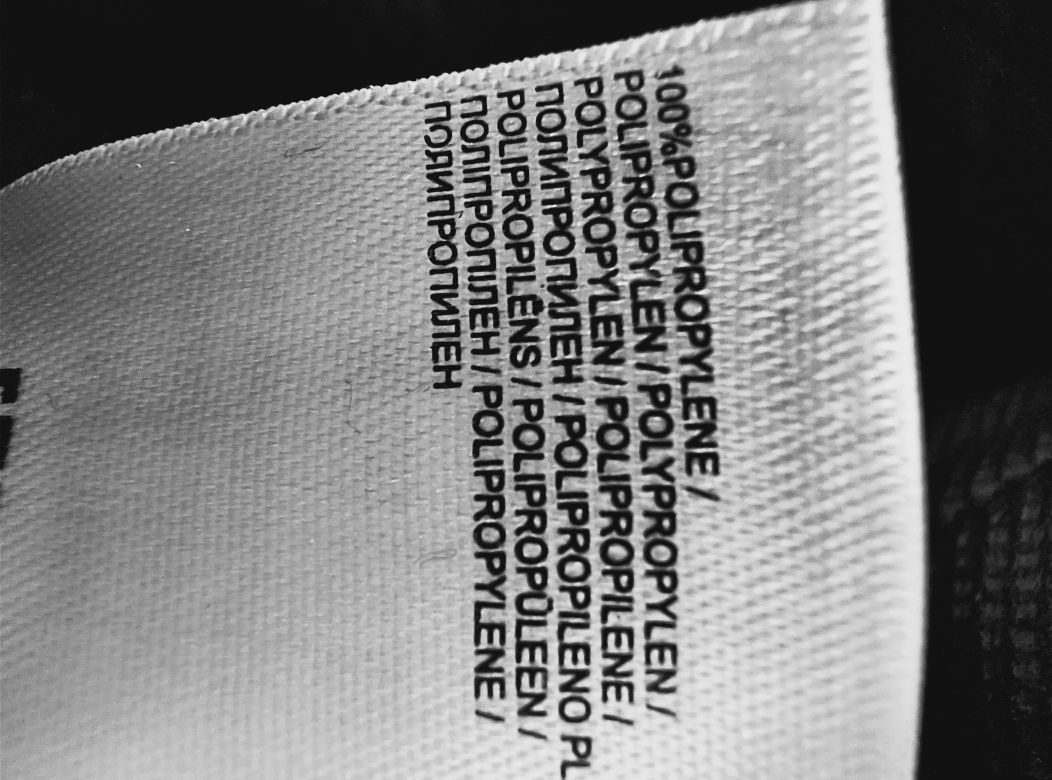 100%POLIPROPYLENE /
POLIPROPYLEN / POLYPROPYLEN /
POLYPROPYLEN / POLIPROPILENE /
ПОЛИПРОПИЛЕН / POLIPROPILENO PL
POLIPROPILĒNS / POLIPROPÜLEEN /
ПОЛІПРОПІЛЕН / POLIPROPYLENE /
ПОЛИПРОПИЛЕН